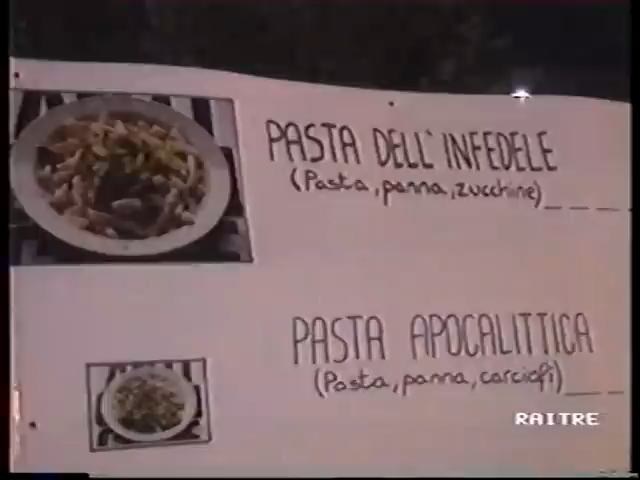 PASTA DELL'INFEDELE
(Pasta, panna, zucchine)_ _ _
PASTA APOCALITTICA
(Pasta, panna, carciofi)_ _ _
RAITRE